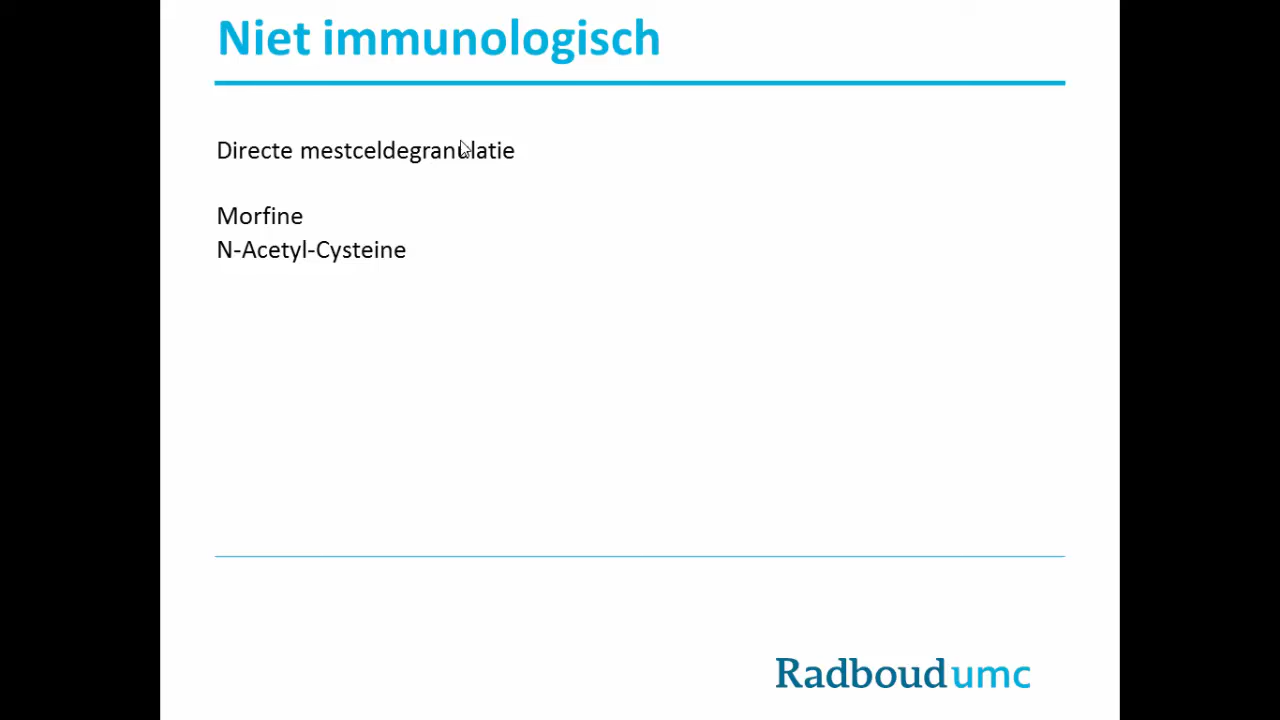 Niet immunologisch
Directe mestceldegranulatie
Morfine
N-Acetyl-Cysteine
Radboudumc